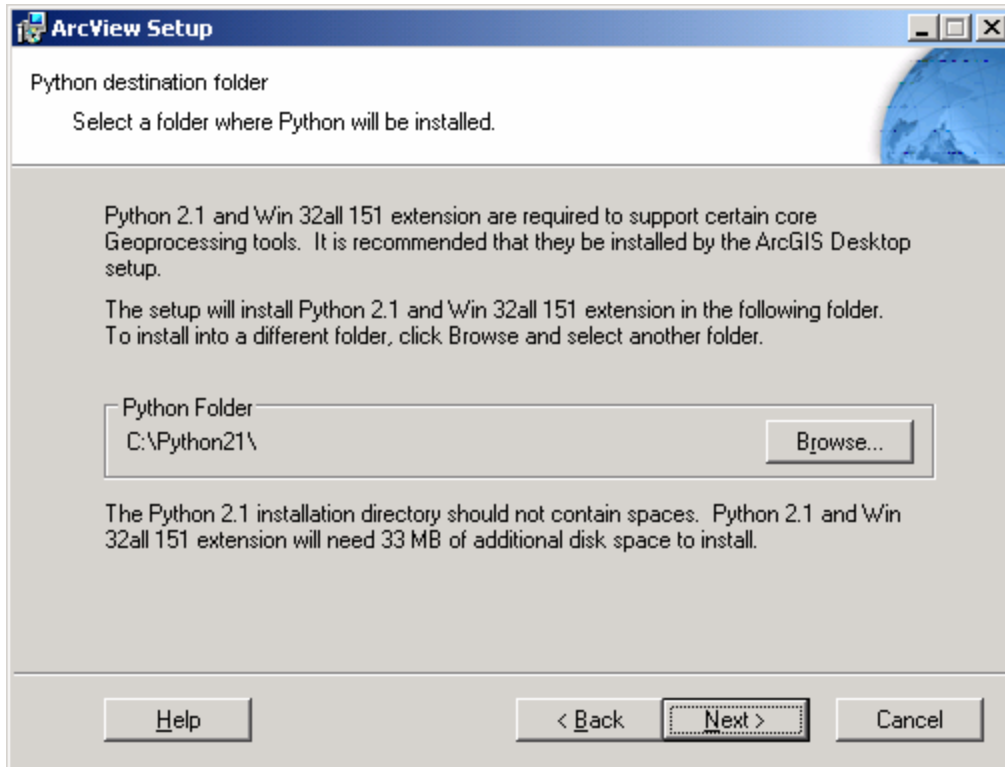 ArcView Setup
Python destination folder
Select a folder where Python will be installed.
Python 2.1 and Win 32all 151 extension are required to support certain core
Geoprocessing tools.  It is recommended that they be installed by the ArcGIS Desktop
setup.
The setup will install Python 2.1 and Win 32all 151 extension in the following folder.
To install into a different folder, click Browse and select another folder.
Python Folder
C:\Python21\
Browse...
The Python 2.1 installation directory should not contain spaces.  Python 2.1 and Win
32all 151 extension will need 33 MB of additional disk space to install.
Help
< Back
Next >
Cancel